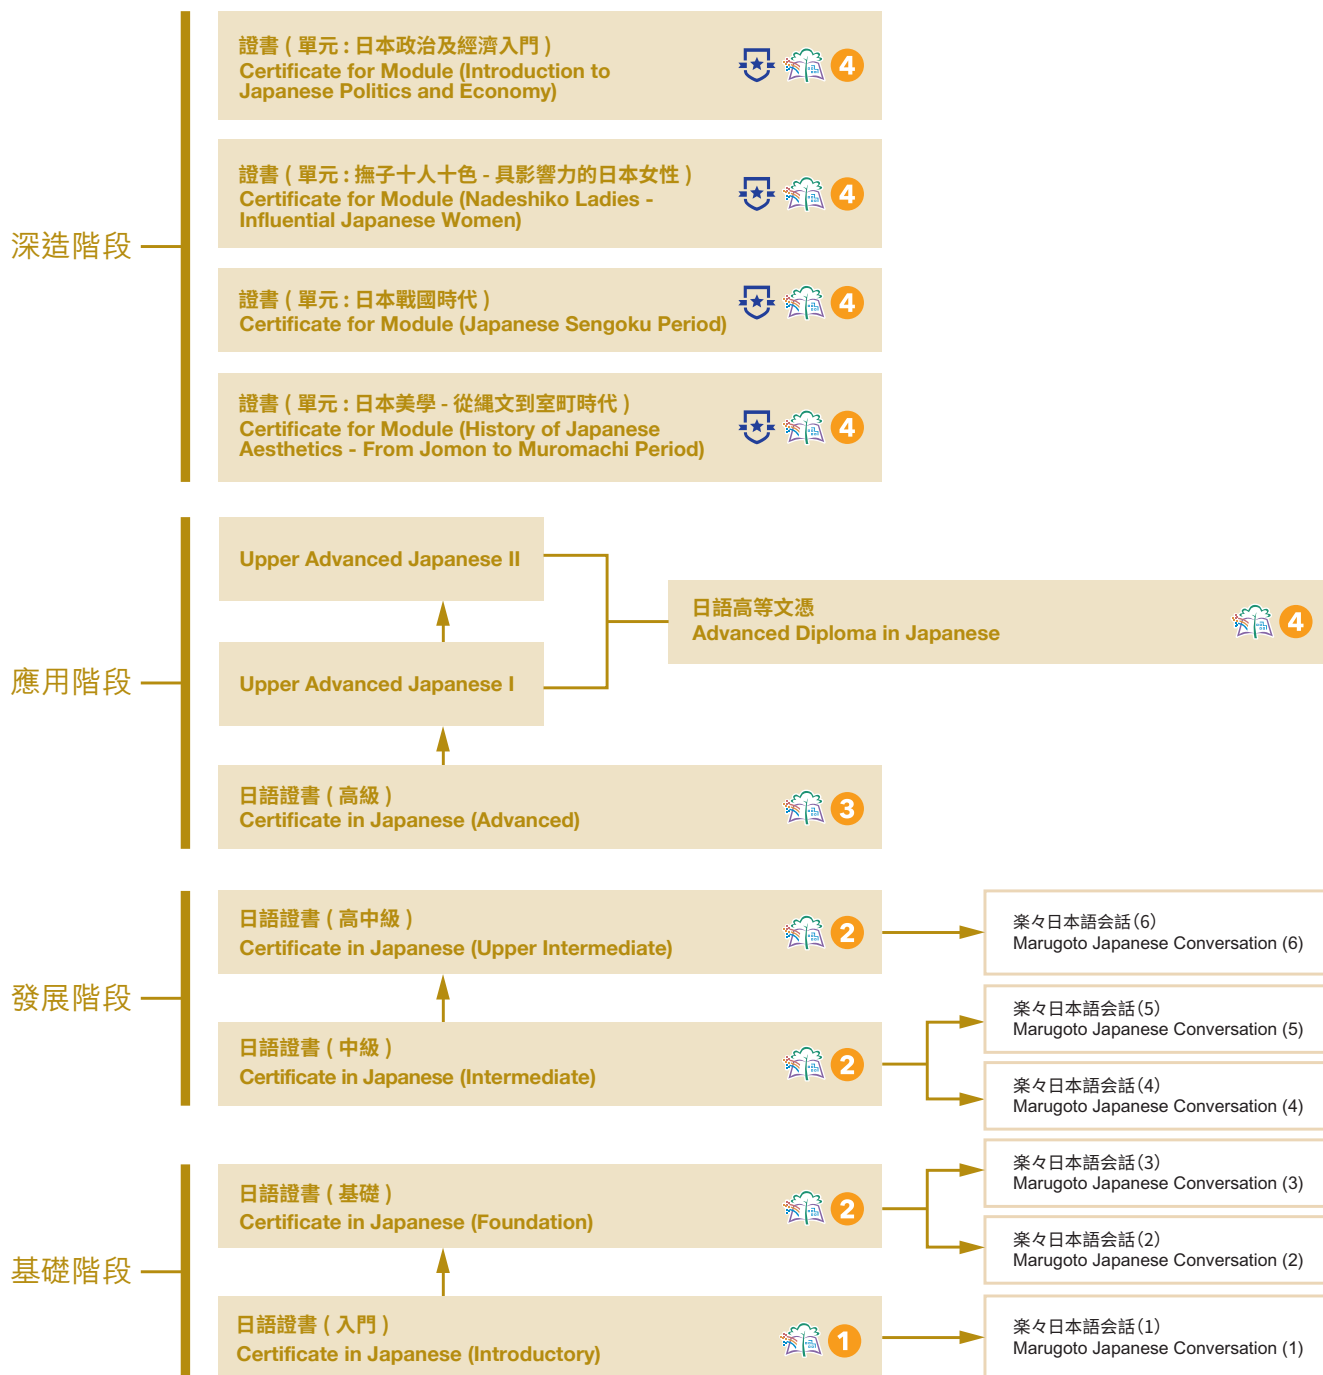 深造階段
證書 ( 單元 : 日本政治及經濟入門 )
Certificate for Module (Introduction to
Japanese Politics and Economy)
4
證書 ( 單元 : 撫子十人十色 - 具影響力的日本女性 )
Certificate for Module (Nadeshiko Ladies -
Influential Japanese Women)
4
證書 ( 單元 : 日本戰國時代 )
Certificate for Module (Japanese Sengoku Period)
4
證書 ( 單元 : 日本美學 - 從縄文到室町時代 )
Certificate for Module (History of Japanese
Aesthetics - From Jomon to Muromachi Period)
4
應用階段
Upper Advanced Japanese II
Upper Advanced Japanese I
日語高等文憑
Advanced Diploma in Japanese
4
日語證書 ( 高級 )
Certificate in Japanese (Advanced)
3
發展階段
日語證書 ( 高中級 )
Certificate in Japanese (Upper Intermediate)
2
楽々日本語会話(6)
Marugoto Japanese Conversation (6)
日語證書 ( 中級 )
Certificate in Japanese (Intermediate)
2
楽々日本語会話(5)
Marugoto Japanese Conversation (5)
楽々日本語会話(4)
Marugoto Japanese Conversation (4)
基礎階段
日語證書 ( 基礎 )
Certificate in Japanese (Foundation)
2
楽々日本語会話(3)
Marugoto Japanese Conversation (3)
楽々日本語会話(2)
Marugoto Japanese Conversation (2)
日語證書 ( 入門 )
Certificate in Japanese (Introductory)
1
楽々日本語会話(1)
Marugoto Japanese Conversation (1)